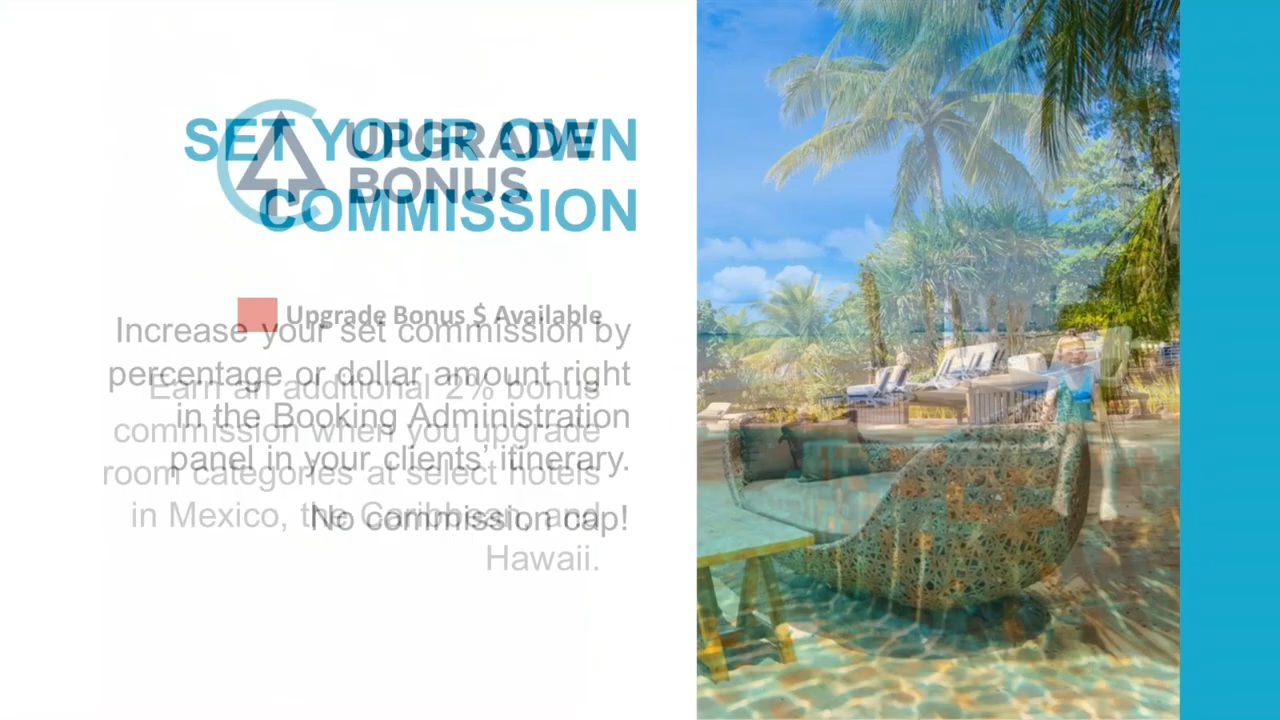 SET YOUR OWN
COMMISSION
Increase your set commission by
percentage or dollar amount right
in the Booking Administration
panel in your clients’ itinerary.
No Commission cap!
UPGRADE
BONUS
Upgrade Bonus $ Available
Earn an additional 2% bonus
commission when you upgrade
room categories at select hotels
in Mexico, the Caribbean, and
Hawaii.